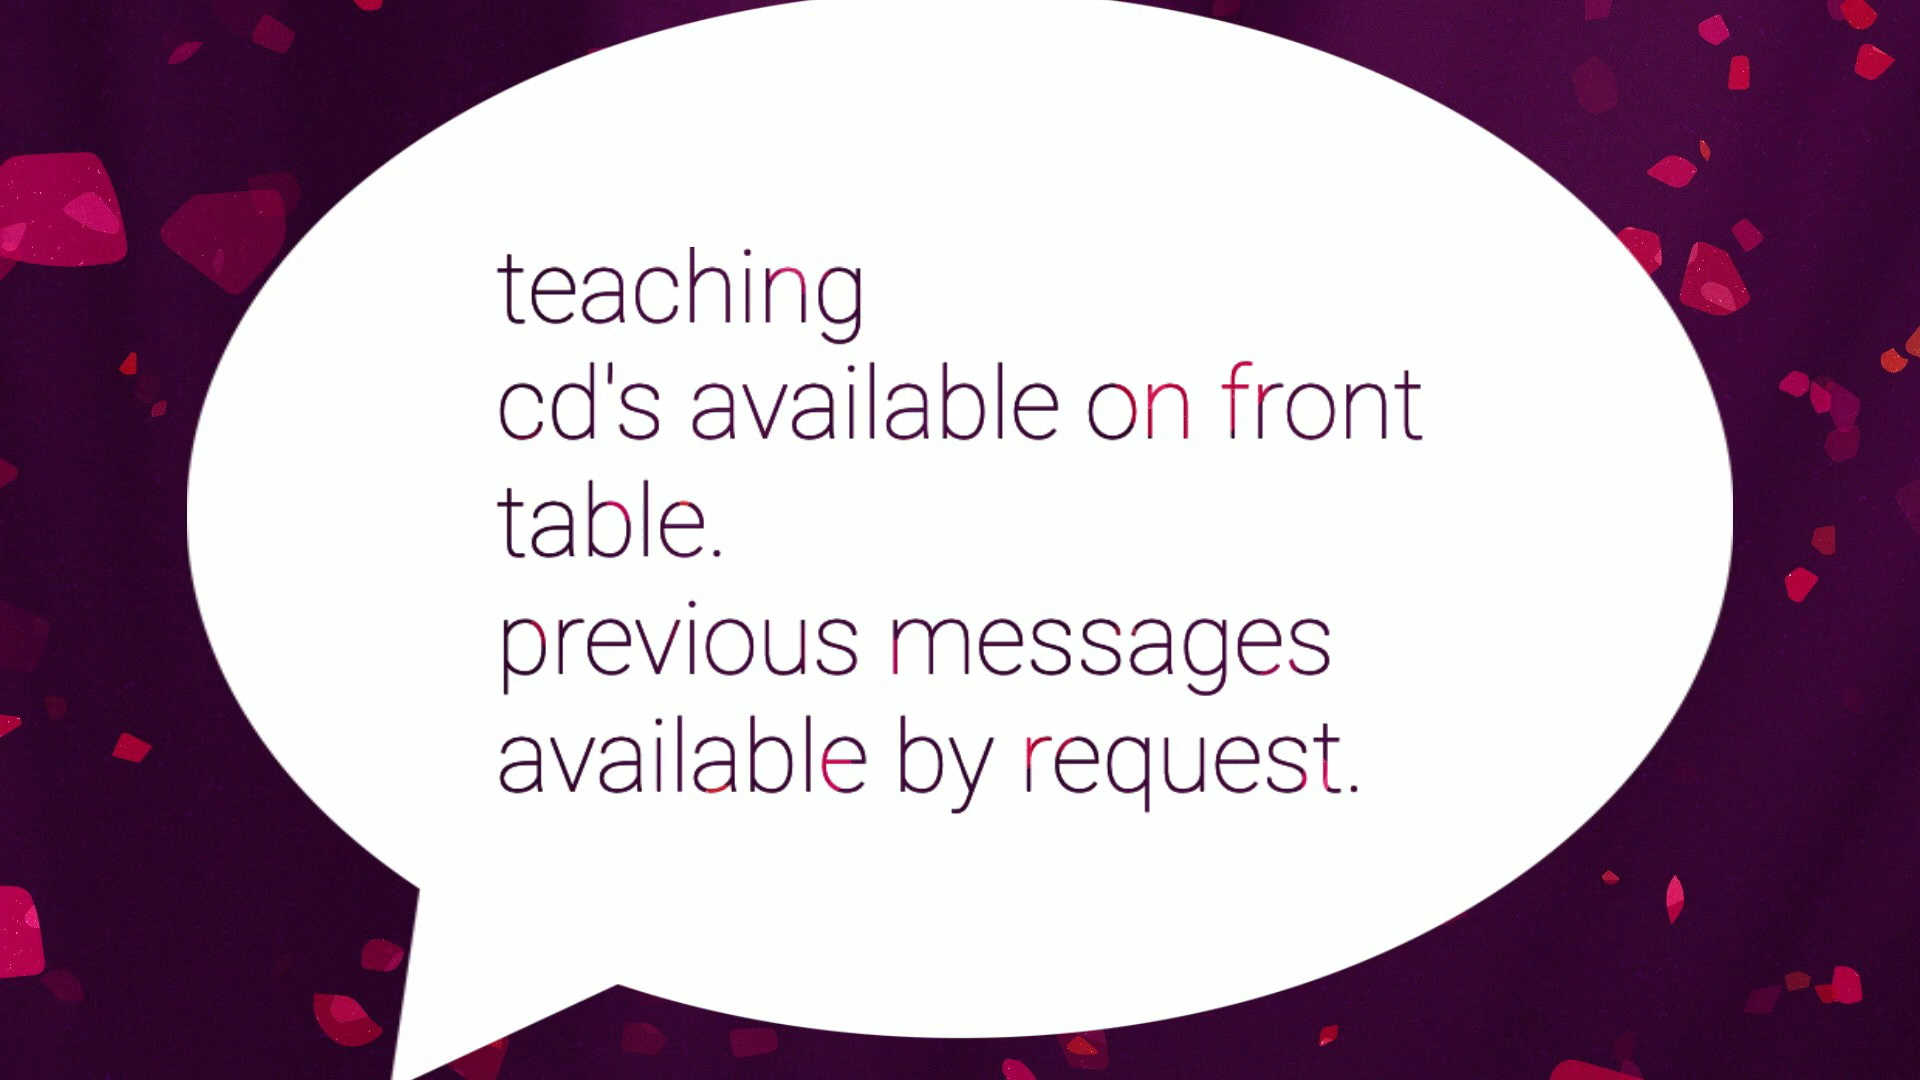 teaching
cd's available on front
table.
previous messages
available by request.